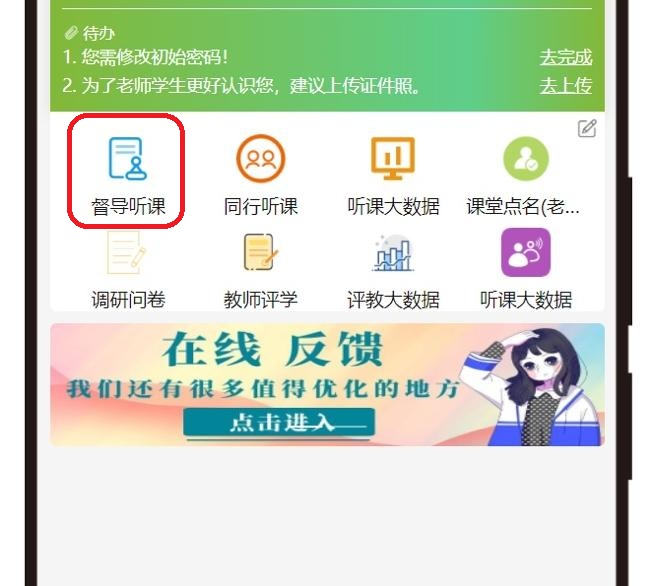 待办
1. 您需修改初始密码！ 去完成
2. 为了老师学生更好认识您，建议上传证件照。 去上传
督导听课 同行听课 听课大数据 课堂点名(老...
调研问卷 教师评学 评教大数据 听课大数据
在线 反馈
我们还有很多值得优化的地方
点击进入